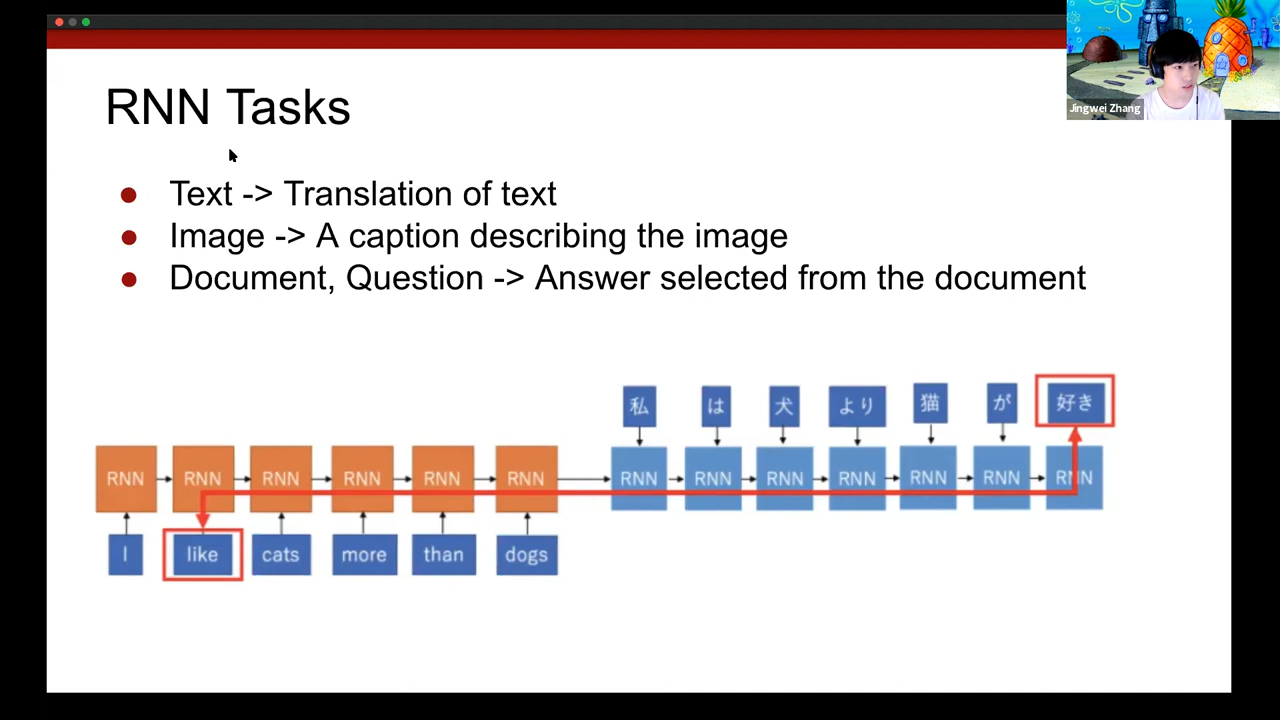 Jingwei Zhang
RNN Tasks
Text -> Translation of text
Image -> A caption describing the image
Document, Question -> Answer selected from the document
私 は 犬 より 猫 が 好き
RNN RNN RNN RNN RNN RNN RNN RNN RNN RNN RNN RNN RNN
I like cats more than dogs